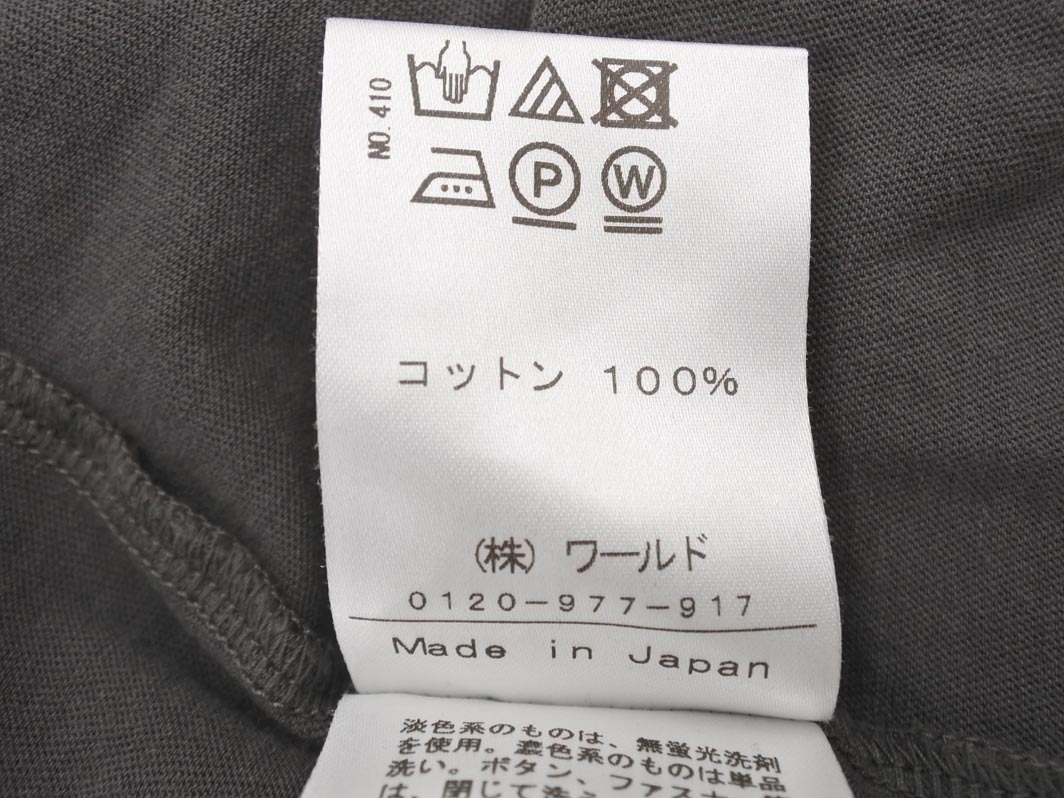 NO. 410
P W
コットン 100%
(株) ワールド
0120-977-917
Made in Japan
淡色系のものは、無蛍光洗剤
を使用。濃色系のものは単品
洗い。ボタン、ファスナー
は、閉じて洗